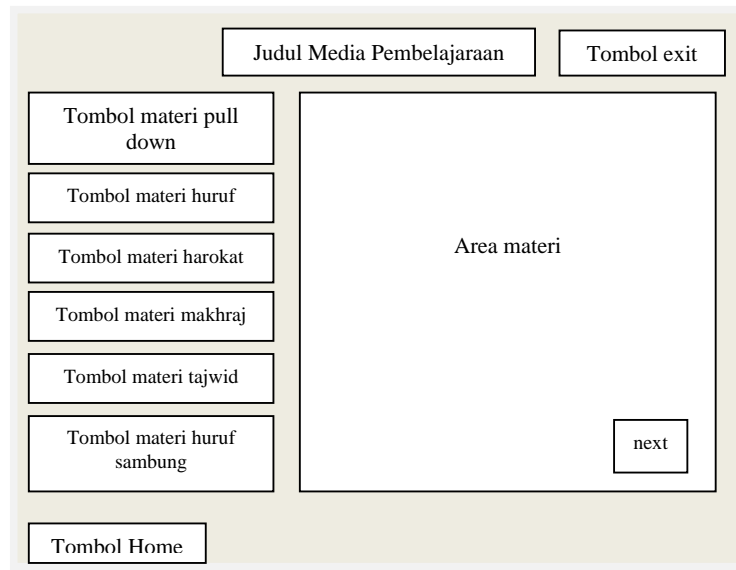 Judul Media Pembelajaraan
Tombol exit
Tombol materi pull
down
Tombol materi huruf
Tombol materi harokat
Tombol materi makhraj
Tombol materi tajwid
Tombol materi huruf
sambung
Area materi
next
Tombol Home